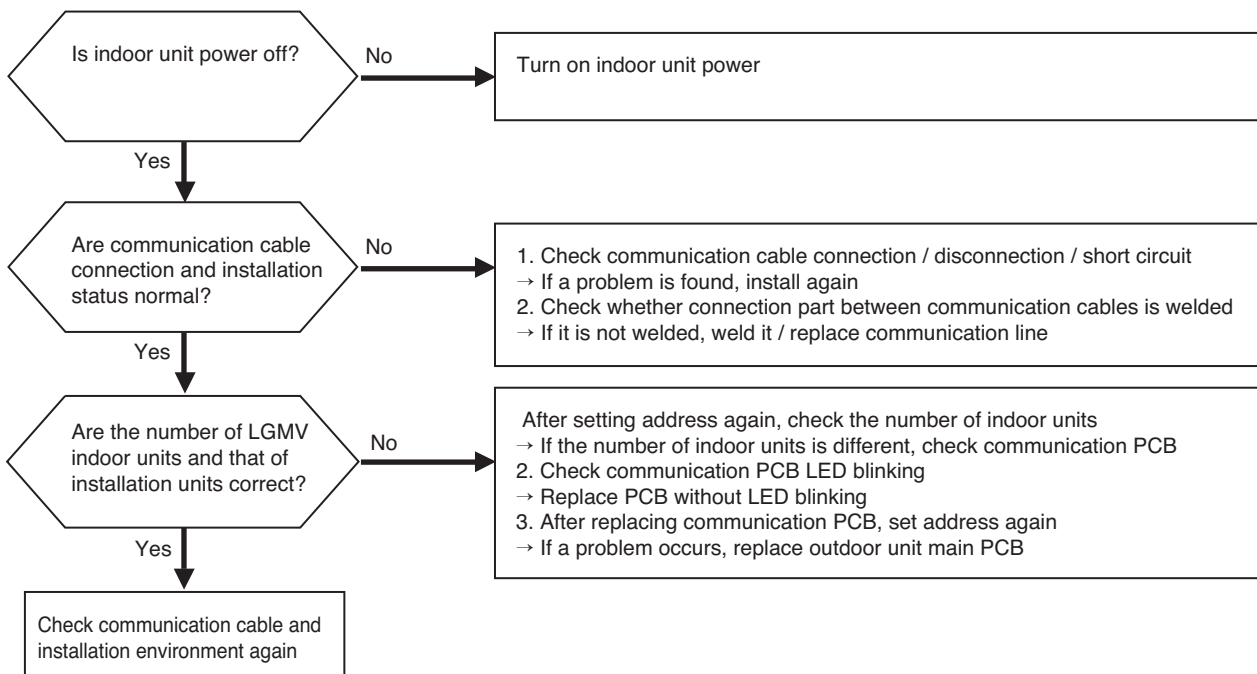 Is indoor unit power off?
No
Turn on indoor unit power
Yes
Are communication cable
connection and installation
status normal?
No
1. Check communication cable connection / disconnection / short circuit
→ If a problem is found, install again
2. Check whether connection part between communication cables is welded
→ If it is not welded, weld it / replace communication line
Yes
Are the number of LGMV
indoor units and that of
installation units correct?
No
After setting address again, check the number of indoor units
→ If the number of indoor units is different, check communication PCB
2. Check communication PCB LED blinking
→ Replace PCB without LED blinking
3. After replacing communication PCB, set address again
→ If a problem occurs, replace outdoor unit main PCB
Yes
Check communication cable and
installation environment again